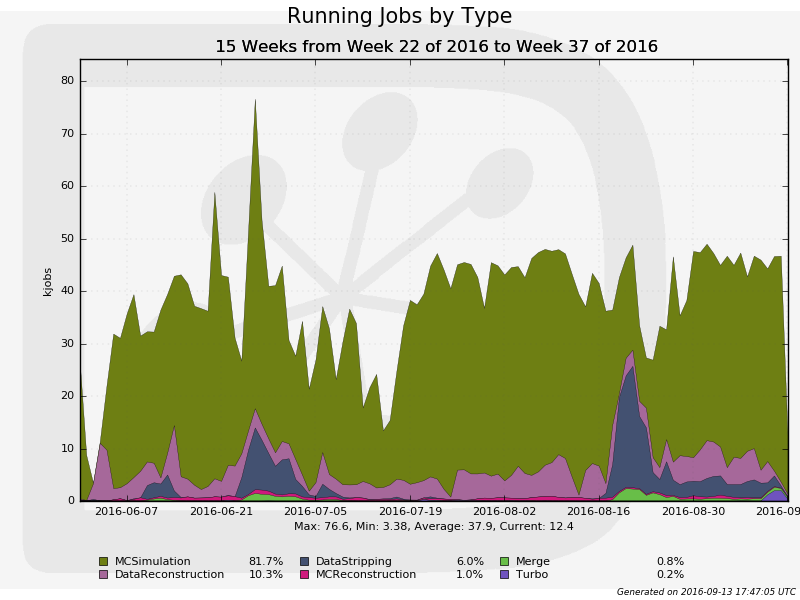 Running Jobs by Type
15 Weeks from Week 22 of 2016 to Week 37 of 2016
80
70
60
50
40
30
20
10
0
kjobs
2016-06-07 2016-06-21 2016-07-05 2016-07-19 2016-08-02 2016-08-16 2016-08-30 2016-09
Max: 76.6, Min: 3.38, Average: 37.9, Current: 12.4
MCSimulation 81.7% DataStripping 6.0% Merge 0.8%
DataReconstruction 10.3% MCReconstruction 1.0% Turbo 0.2%
Generated on 2016-09-13 17:47:05 UTC